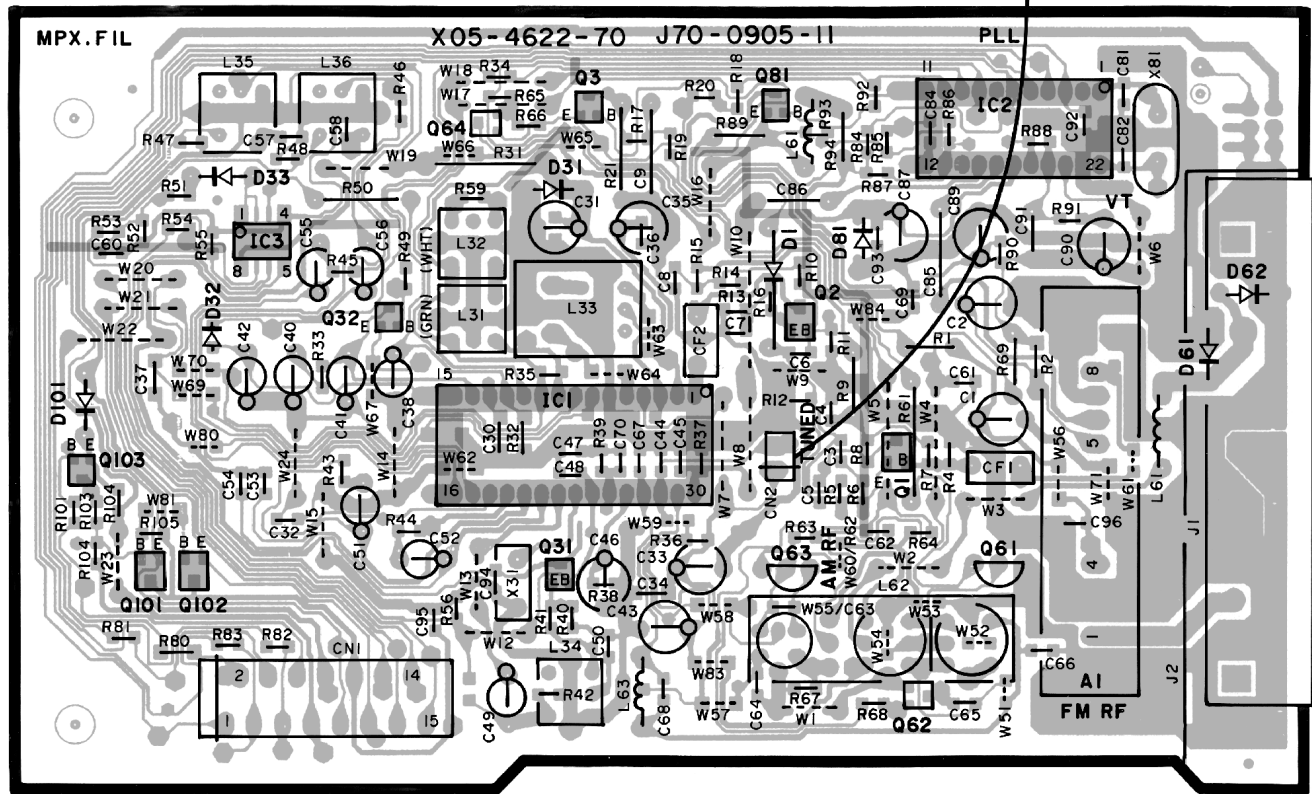 MPX.FIL X05-4622-70 J70-0905-11 PLL
L35 L36 R46 W18 R34 Q3 R20 R18 Q81 R92 11 IC2 1 C81 X81
W17 R65 E B E B R93 C84 R86
R47 C57 C58 Q64 R66 R17 R89 L61 R94 R84 R85 R88 C92 C82
R48 W19 W66 R31 W65 R19 12 22
D33 D31 R21 C9 W16 R87
R51 R50 R59 C31 C35 C86 C87 C89 VT
R53 R54 1 4 C55 C56 R49 (WHT) L32 C36 R15 W10 D1 D81 C91 R91
C60 R52 R55 IC3 R45 C8 R14 R10 C93 C85 R90 C90 W6
W20 8 5 R13 R16 Q2 C69 D62
W21 D32 Q32 E B (GRN) L31 L33 C7 EB W84 C2
W22 C42 C40 R33 W63 CF2 C6 R11 R1 R69 R2 D61
W70 R35 W64 W9 C61 8
C37 W69 C41 W67 C38 15 IC1 1 R12 C4 R9 W5 R61 W4 C1
D101 W80 TUNED
B E Q103 W24 R43 W14 W62 C30 R32 C47 R39 C70 C67 C44 C45 R37 W8 C3 R8 B R7 R4 CF1 W56 5
C54 C53 C48 E Q1 W71 W61 L61
R101 R103 R104 W81 16 30 W7 CN2 C5 R5 R6 W3
R105 C32 W15 C51 R44 W59 R63 C96 J1
R104 W23 B E B E C52 Q31 C46 C33 R36 Q63 AM RF W60/R62 C62 R64 Q61
W13 C94 X31 EB R38 C34 W2 L62 4
Q101 Q102 C95 R56 R41 R40 C43 W58 W55/C63 W53
R81 R80 R83 R82 CN1 W12 L34 C50 W54 W52 1
2 14 W83 C66 J2
C49 R42 L63 C68 C64 R67 A1
1 15 W57 W1 R68 Q62 C65 W51 FM RF